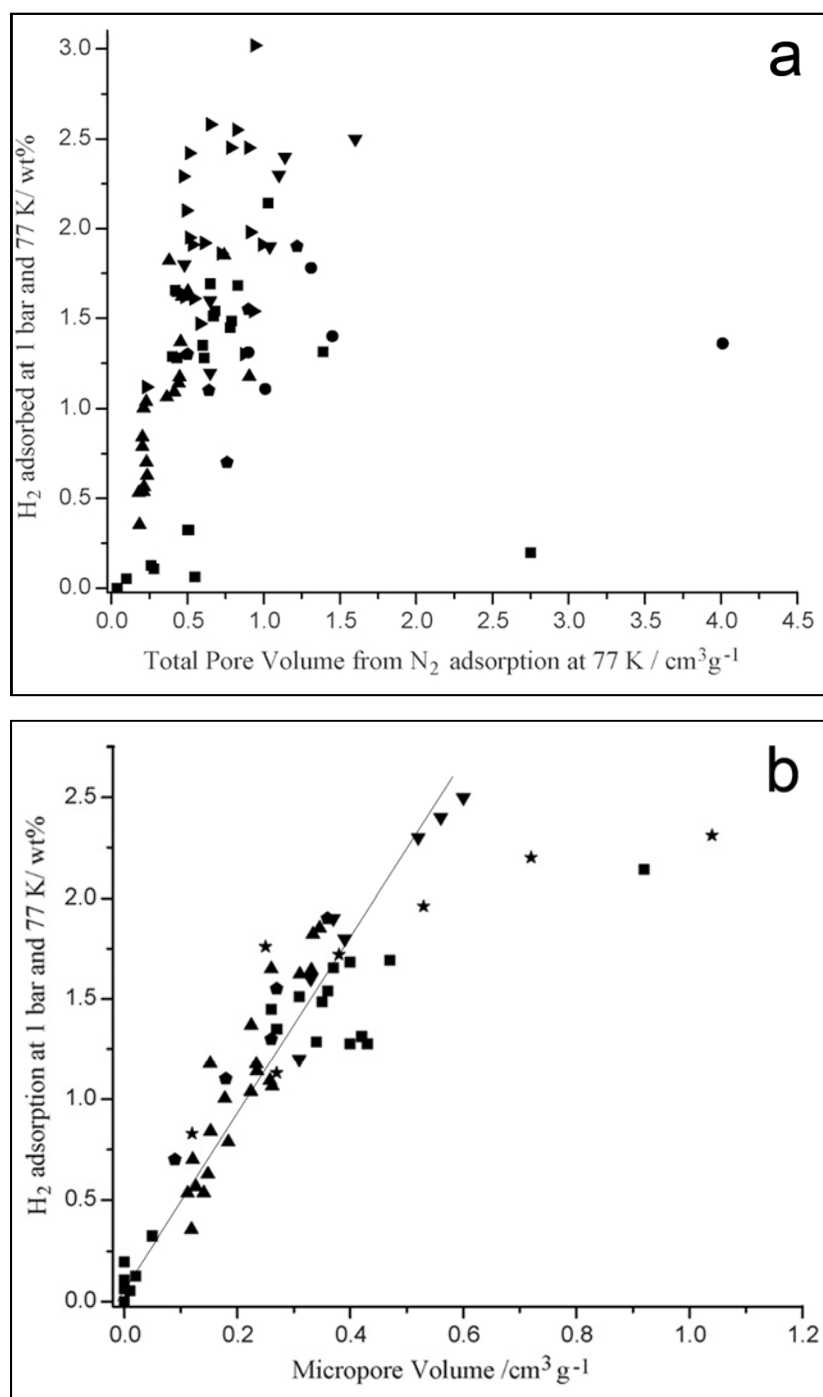 a
3.0
2.5
2.0
1.5
1.0
0.5
0.0
H₂ adsorbed at 1 bar and 77 K/ wt%
0.0 0.5 1.0 1.5 2.0 2.5 3.0 3.5 4.0 4.5
Total Pore Volume from N₂ adsorption at 77 K / cm³g⁻¹
b
2.5
2.0
1.5
1.0
0.5
0.0
H₂ adsorption at 1 bar and 77 K/ wt%
0.0 0.2 0.4 0.6 0.8 1.0 1.2
Micropore Volume /cm³ g⁻¹